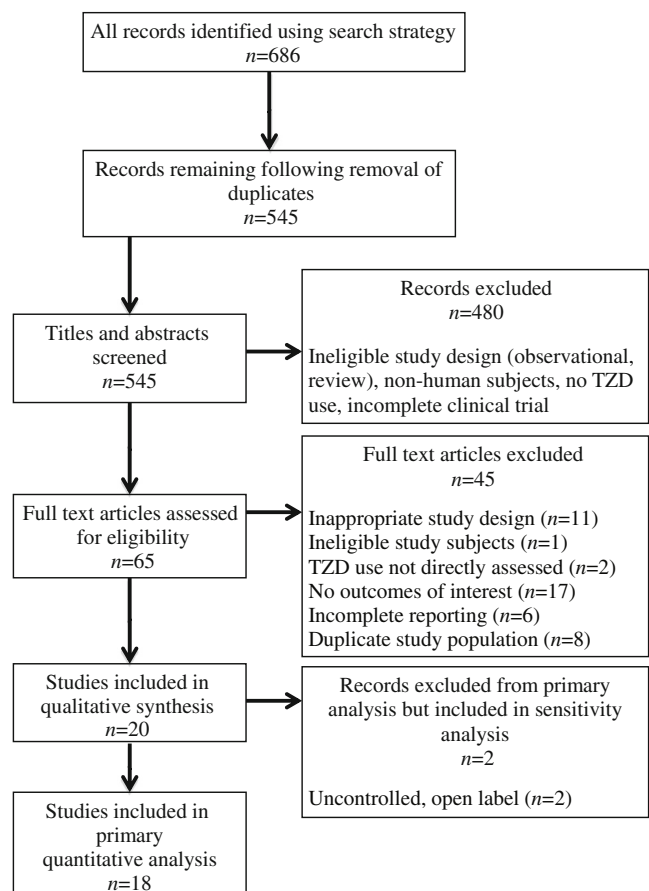 All records identified using search strategy
n=686
Records remaining following removal of
duplicates
n=545
Titles and abstracts
screened
n=545
Records excluded
n=480
Ineligible study design (observational,
review), non-human subjects, no TZD
use, incomplete clinical trial
Full text articles assessed
for eligibility
n=65
Full text articles excluded
n=45
Inappropriate study design (n=11)
Ineligible study subjects (n=1)
TZD use not directly assessed (n=2)
No outcomes of interest (n=17)
Incomplete reporting (n=6)
Duplicate study population (n=8)
Studies included in
qualitative synthesis
n=20
Records excluded from primary
analysis but included in sensitivity
analysis
n=2
Uncontrolled, open label (n=2)
Studies included in
primary
quantitative analysis
n=18